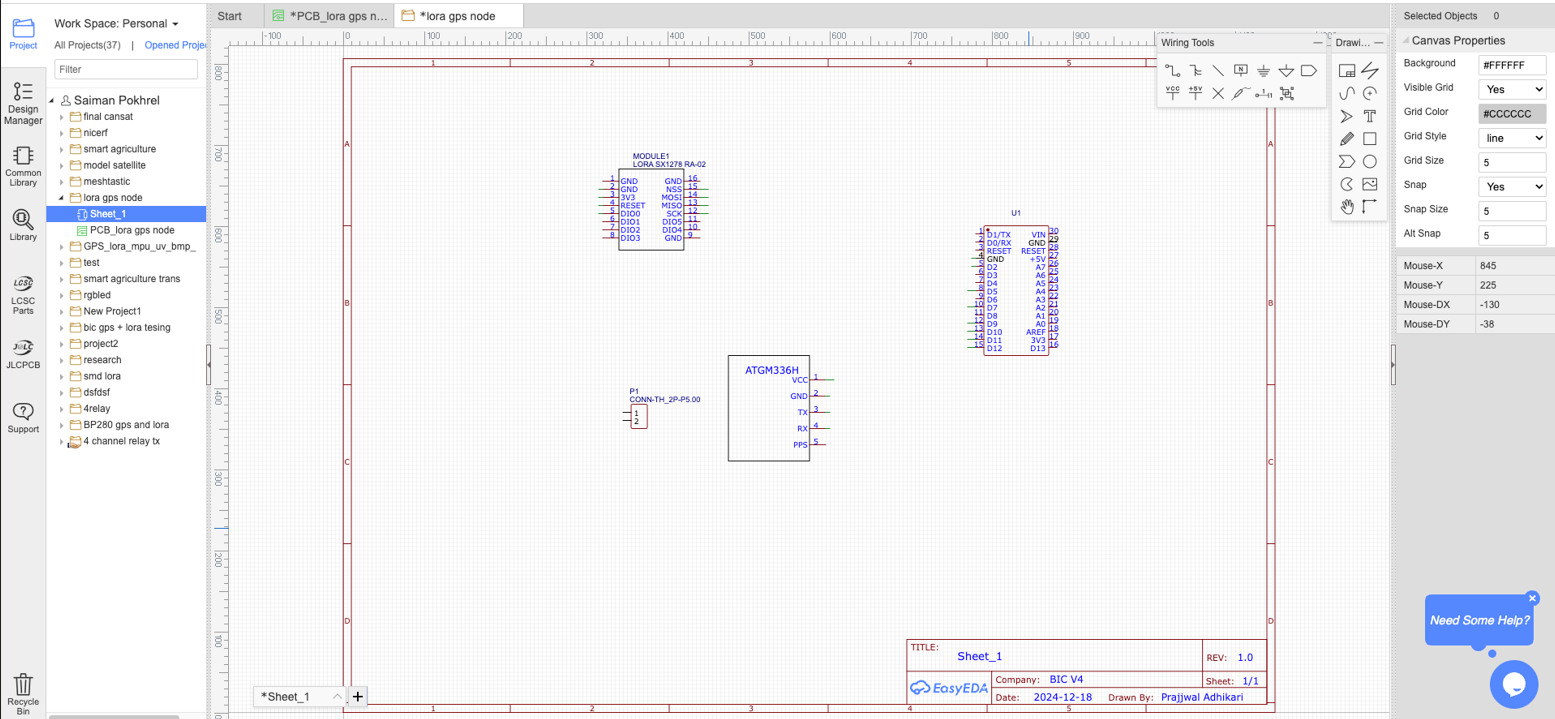 Work Space: Personal
All Projects(37) | Opened Proje
Filter
Project
Design Manager
Common Library
Library
LCSC
LCSC Parts
JLCPCB
Support
Recycle Bin
Saiman Pokhrel
final cansat
nicerf
smart agriculture
model satellite
meshtastic
lora gps node
Sheet_1
PCB_lora gps node
GPS_lora_mpu_uv_bmp_
test
smart agriculture trans
rgbled
New Project1
bic gps + lora tesing
project2
research
smd lora
dsfdsf
4relay
BP280 gps and lora
4 channel relay tx
Start
*PCB_lora gps n...
*lora gps node
-100 0 100 200 300 400 500 600 700 800 900
800
700
600
500
400
300
200
100
0
1 2 3 4 5
A
B
C
D
A
B
C
D
1 2 3 4 5
MODULE1
LORA SX1278 RA-02
1 GND GND 16
2 GND NSS 15
3 3V3 MOSI 14
4 RESET MISO 13
5 DIO0 SCK 12
6 DIO1 DIO5 11
7 DIO2 DIO4 10
8 DIO3 GND 9
U1
1 D1/TX VIN 30
2 D0/RX GND 29
3 RESET RESET 28
4 GND +5V 27
5 D2 A7 26
6 D3 A6 25
7 D4 A5 24
8 D5 A4 23
9 D6 A3 22
10 D7 A2 21
11 D8 A1 20
12 D9 A0 19
13 D10 AREF 18
14 D11 3V3 17
15 D12 D13 16
P1
CONN-TH_2P-P5.00
1
2
ATGM336H
VCC 1
GND 2
TX 3
RX 4
PPS 5
TITLE:
Sheet_1
REV: 1.0
EasyEDA
Company: BIC V4
Sheet: 1/1
Date: 2024-12-18 Drawn By: Prajjwal Adhikari
*Sheet_1
Wiring Tools
N
VCC +5V
Drawi...
T
Selected Objects 0
Canvas Properties
Background #FFFFFF
Visible Grid Yes
Grid Color #CCCCCC
Grid Style line
Grid Size 5
Snap Yes
Snap Size 5
Alt Snap 5
Mouse-X 845
Mouse-Y 225
Mouse-DX -130
Mouse-DY -38
Need Some Help?